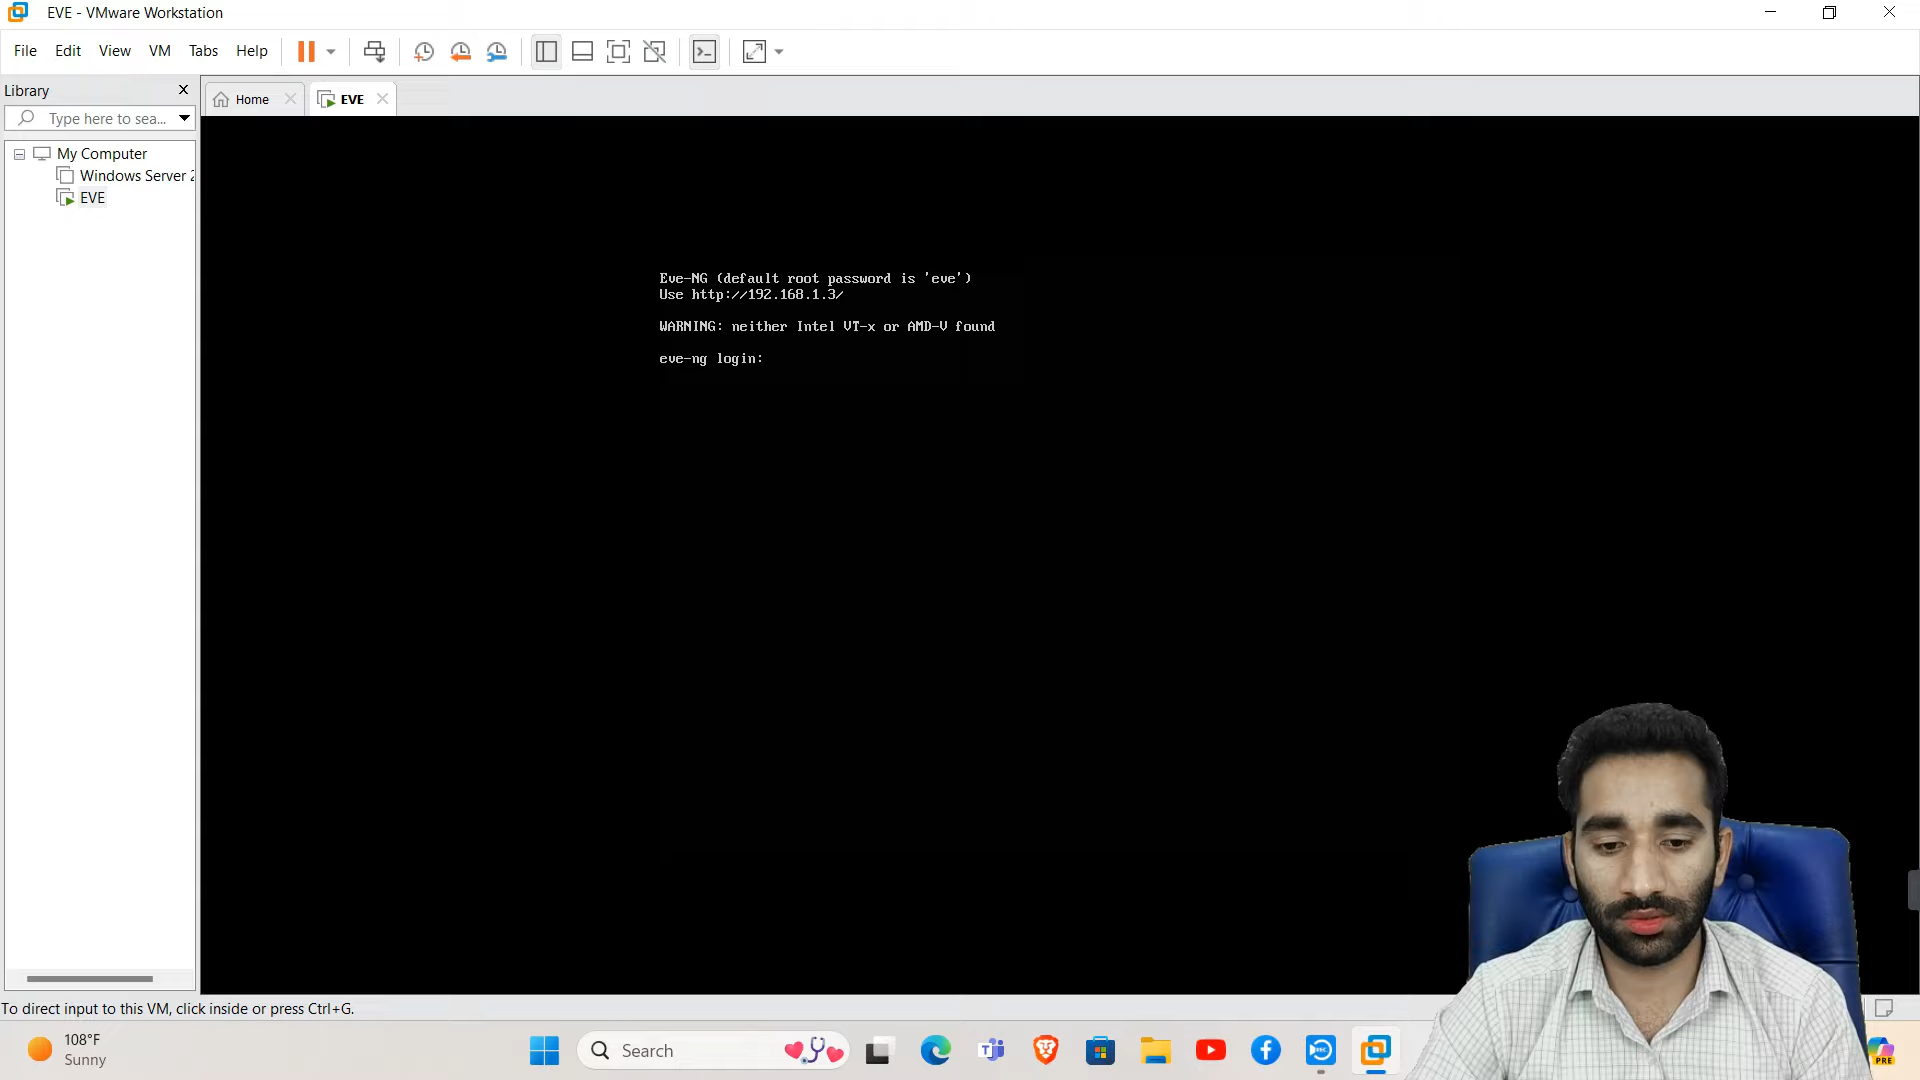 EVE - VMware Workstation
File Edit View VM Tabs Help
Library
Home
EVE
Type here to sea...
My Computer
Windows Server 2
EVE
Eve-NG (default root password is 'eve')
Use http://192.168.1.3/
WARNING: neither Intel VT-x or AMD-V found
eve-ng login:
To direct input to this VM, click inside or press Ctrl+G.
108°F
Sunny
Search
PRE